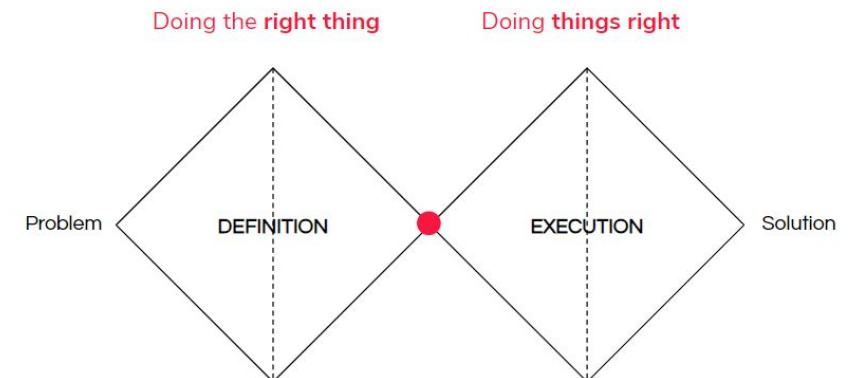 Doing the right thing
Doing things right
Problem
DEFINITION
EXECUTION
Solution